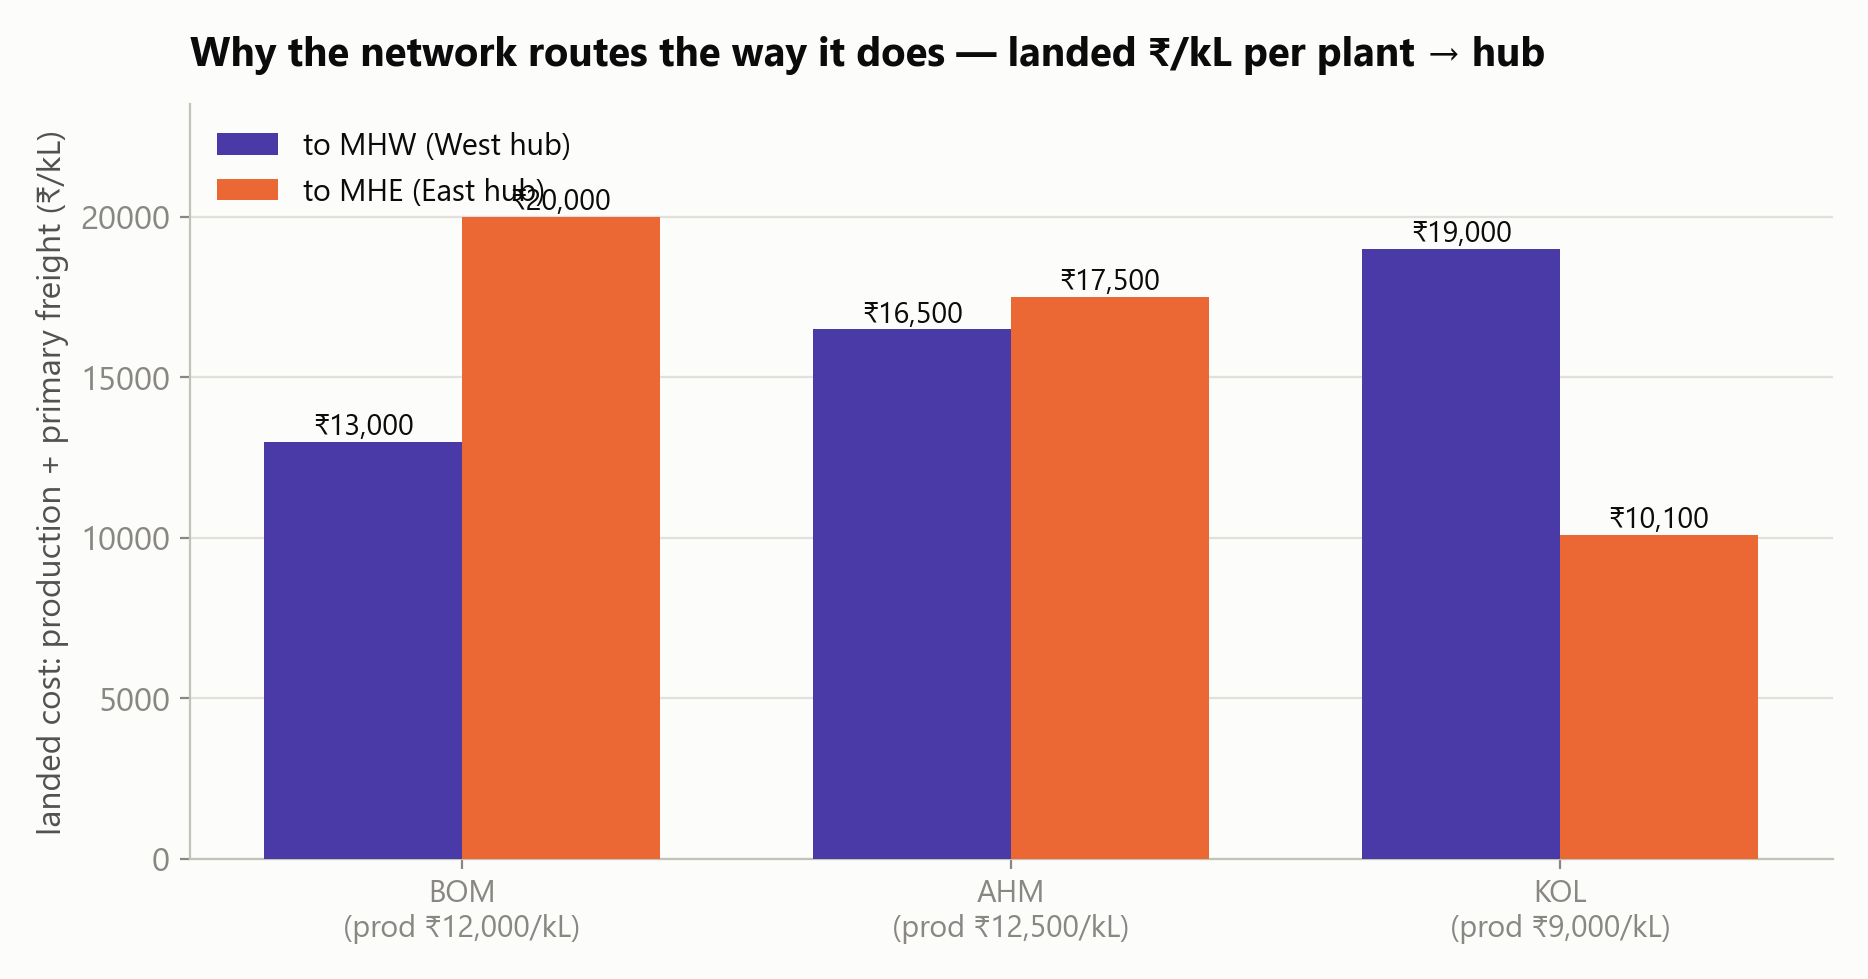 Why the network routes the way it does — landed ₹/kL per plant → hub
to MHW (West hub)
to MHE (East hub)
landed cost: production + primary freight (₹/kL)
20000
15000
10000
5000
0
₹13,000
₹20,000
₹16,500
₹17,500
₹19,000
₹10,100
BOM
(prod ₹12,000/kL)
AHM
(prod ₹12,500/kL)
KOL
(prod ₹9,000/kL)